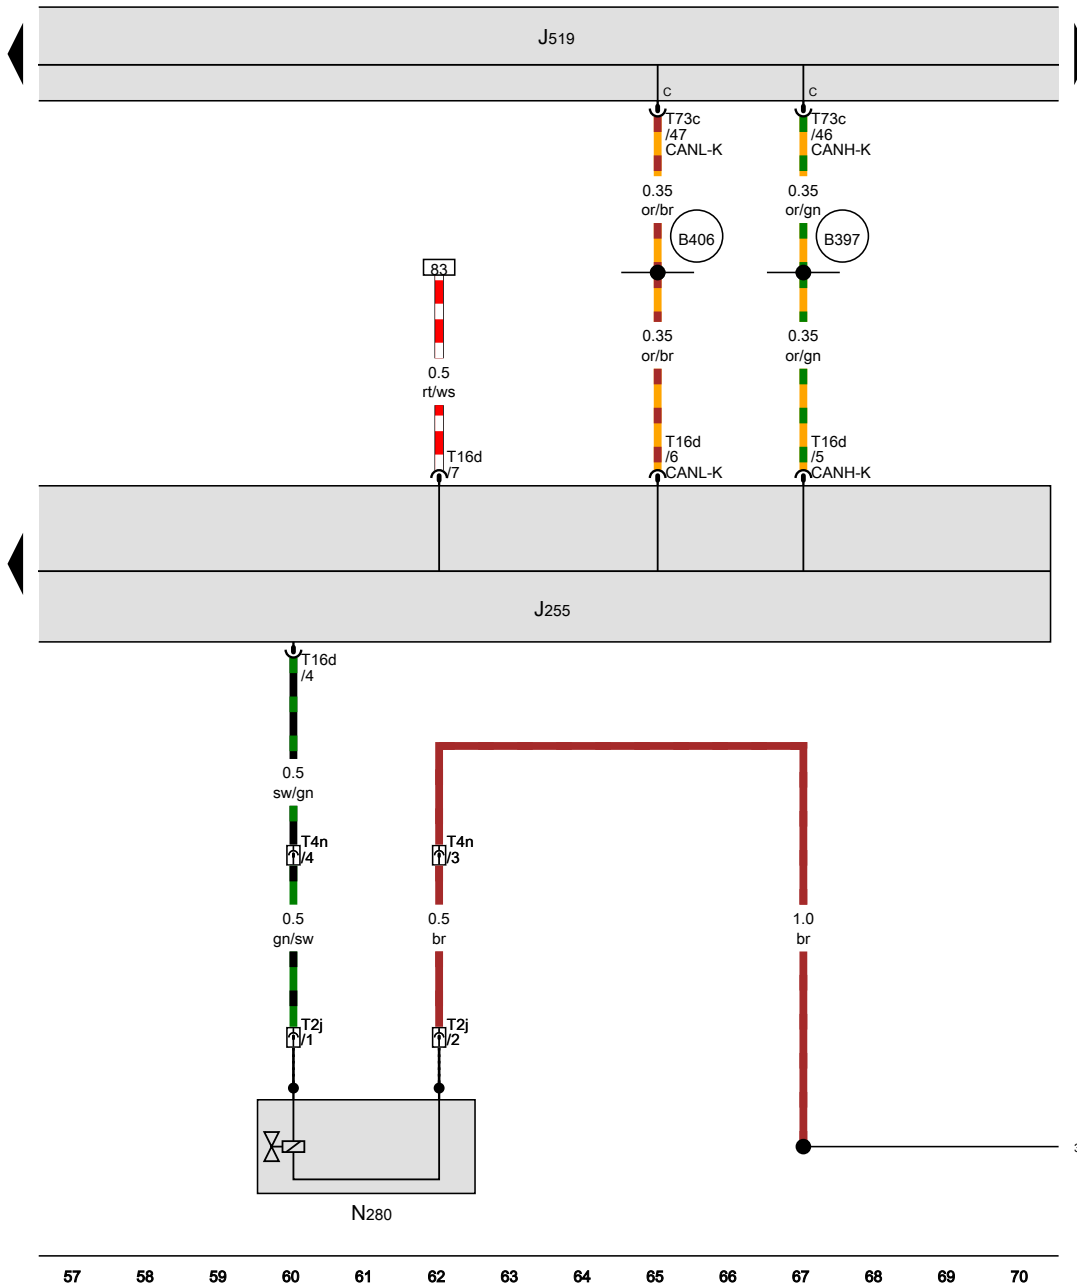 J519
C
C
T73c
/47
CANL-K
T73c
/46
CANH-K
0.35
or/br
0.35
or/gn
B406
B397
83
0.35
or/br
0.35
or/gn
0.5
rt/ws
T16d
/7
T16d
/6
CANL-K
T16d
/5
CANH-K
J255
T16d
/4
0.5
sw/gn
T4n
/4
T4n
/3
0.5
gn/sw
0.5
br
1.0
br
T2j
/1
T2j
/2
N280
57 58 59 60 61 62 63 64 65 66 67 68 69 70